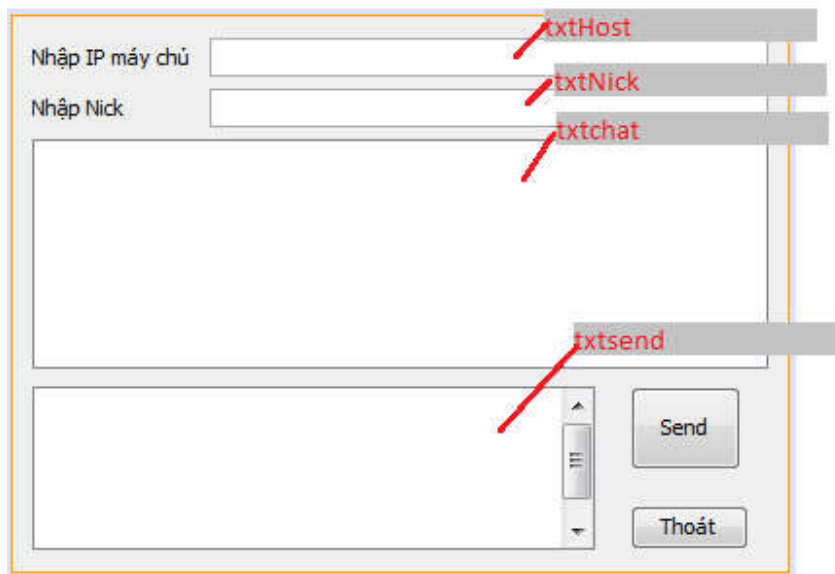 txtHost
Nhập IP máy chủ
txtNick
Nhập Nick
txtchat
txtsend
Send
Thoát